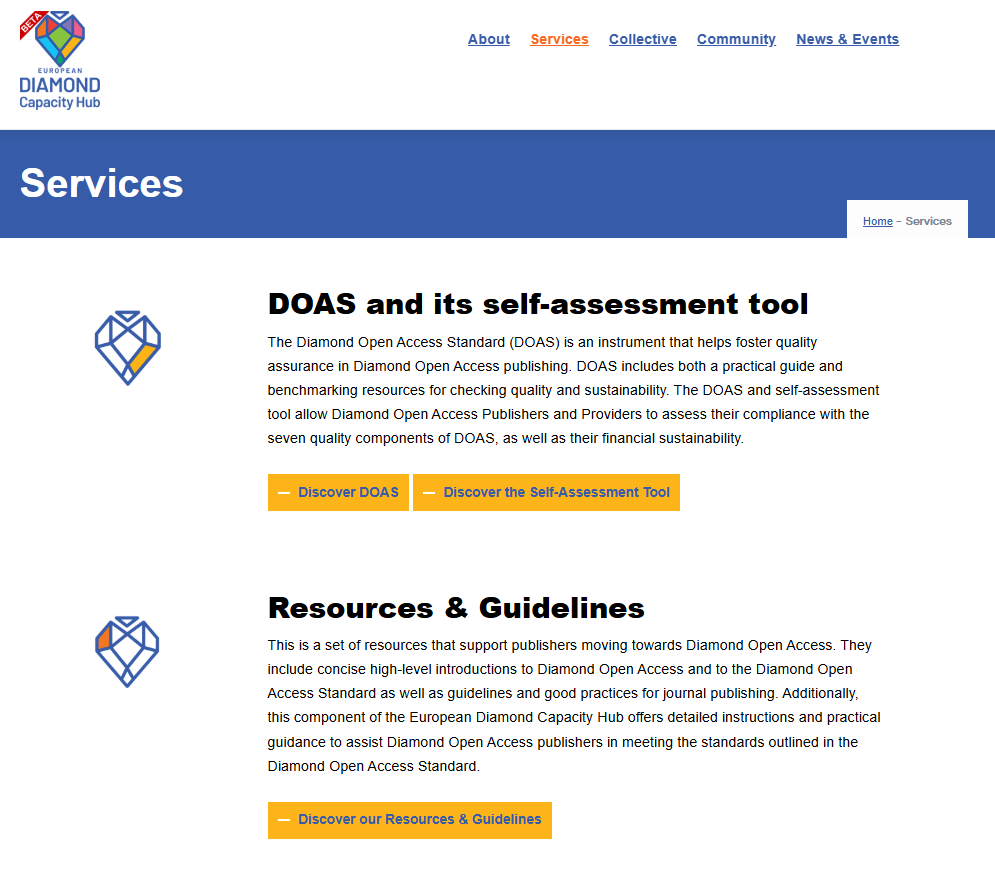 BETA
EUROPEAN
DIAMOND
Capacity Hub
About Services Collective Community News & Events
Services
Home – Services
DOAS and its self-assessment tool
The Diamond Open Access Standard (DOAS) is an instrument that helps foster quality
assurance in Diamond Open Access publishing. DOAS includes both a practical guide and
benchmarking resources for checking quality and sustainability. The DOAS and self-assessment
tool allow Diamond Open Access Publishers and Providers to assess their compliance with the
seven quality components of DOAS, as well as their financial sustainability.
— Discover DOAS — Discover the Self-Assessment Tool
Resources & Guidelines
This is a set of resources that support publishers moving towards Diamond Open Access. They
include concise high-level introductions to Diamond Open Access and to the Diamond Open
Access Standard as well as guidelines and good practices for journal publishing. Additionally,
this component of the European Diamond Capacity Hub offers detailed instructions and practical
guidance to assist Diamond Open Access publishers in meeting the standards outlined in the
Diamond Open Access Standard.
— Discover our Resources & Guidelines